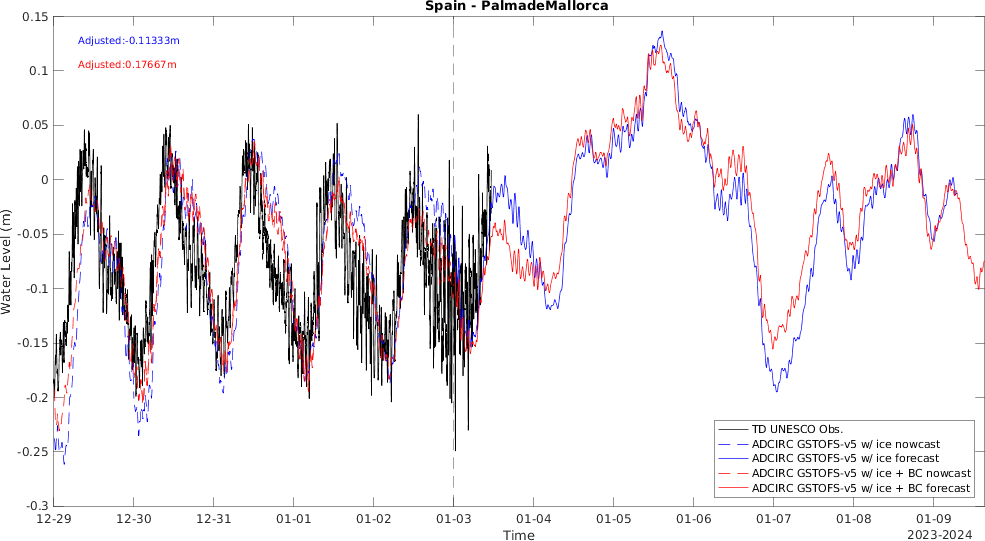 Spain - PalmadeMallorca
Adjusted:-0.11333m
Adjusted:0.17667m
0.15
0.1
0.05
0
-0.05
-0.1
-0.15
-0.2
-0.25
-0.3
Water Level (m)
TD UNESCO Obs.
ADCIRC GSTOFS-v5 w/ ice nowcast
ADCIRC GSTOFS-v5 w/ ice forecast
ADCIRC GSTOFS-v5 w/ ice + BC nowcast
ADCIRC GSTOFS-v5 w/ ice + BC forecast
12-29 12-30 12-31 01-01 01-02 01-03 01-04 01-05 01-06 01-07 01-08 01-09
Time
2023-2024